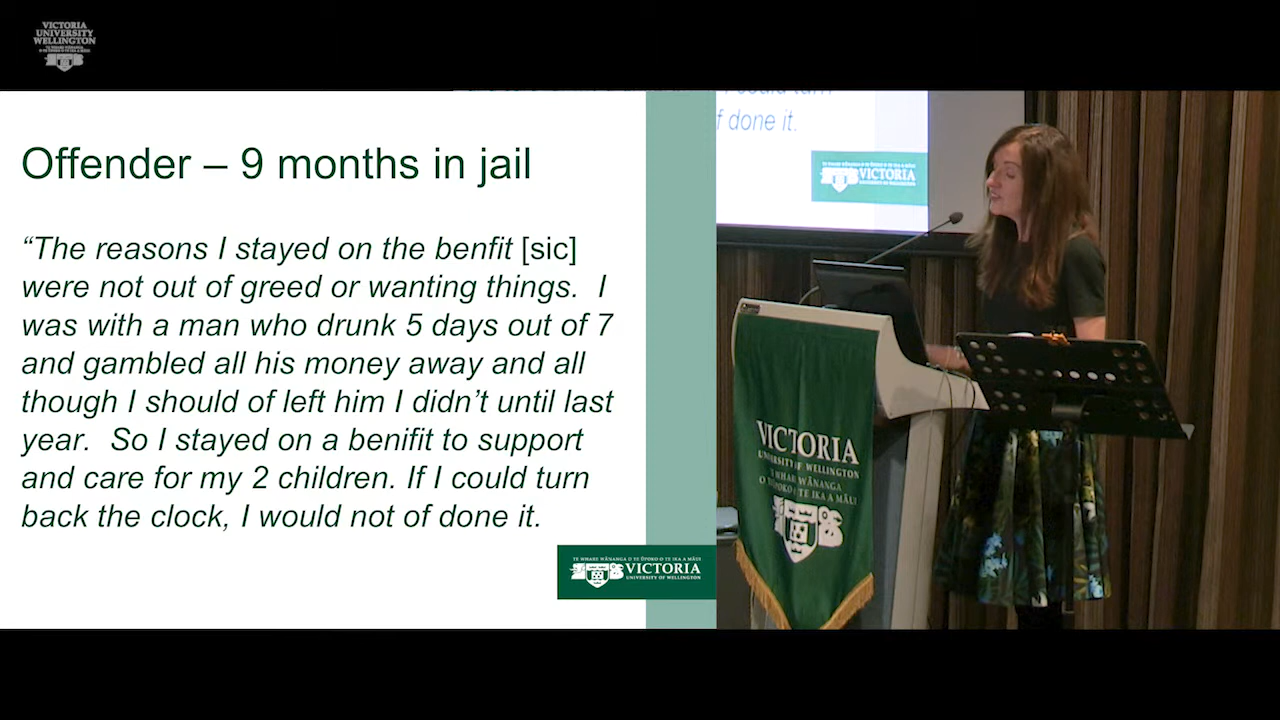 VICTORIA
UNIVERSITY
WELLINGTON
Offender – 9 months in jail
“The reasons I stayed on the benfit [sic]
were not out of greed or wanting things.  I
was with a man who drunk 5 days out of 7
and gambled all his money away and all
though I should of left him I didn’t until last
year.  So I stayed on a benifit to support
and care for my 2 children. If I could turn
back the clock, I would not of done it.
TE WHARE WĀNANGA O TE ŪPOKO O TE IKA A MĀUI
VICTORIA
UNIVERSITY OF WELLINGTON
I could turn
f done it.
VICTORIA
VICTORIA
UNIVERSITY OF WELLINGTON
TE WHARE WĀNANGA
O TE ŪPOKO O TE IKA A MĀUI